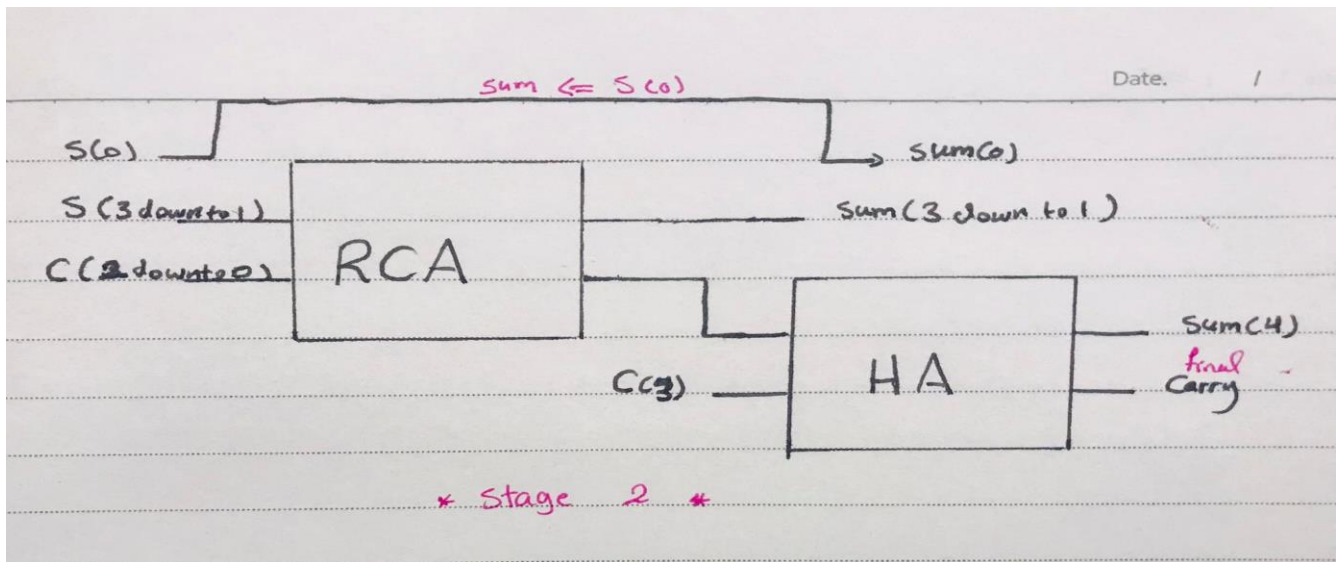 Date. /
sum <= S(0)
S(0)
sum(0)
S(3 downto 1)
sum(3 down to 1)
C(2 downto 0)
RCA
Sum(4)
C(3)
HA
final
Carry
* Stage 2 *